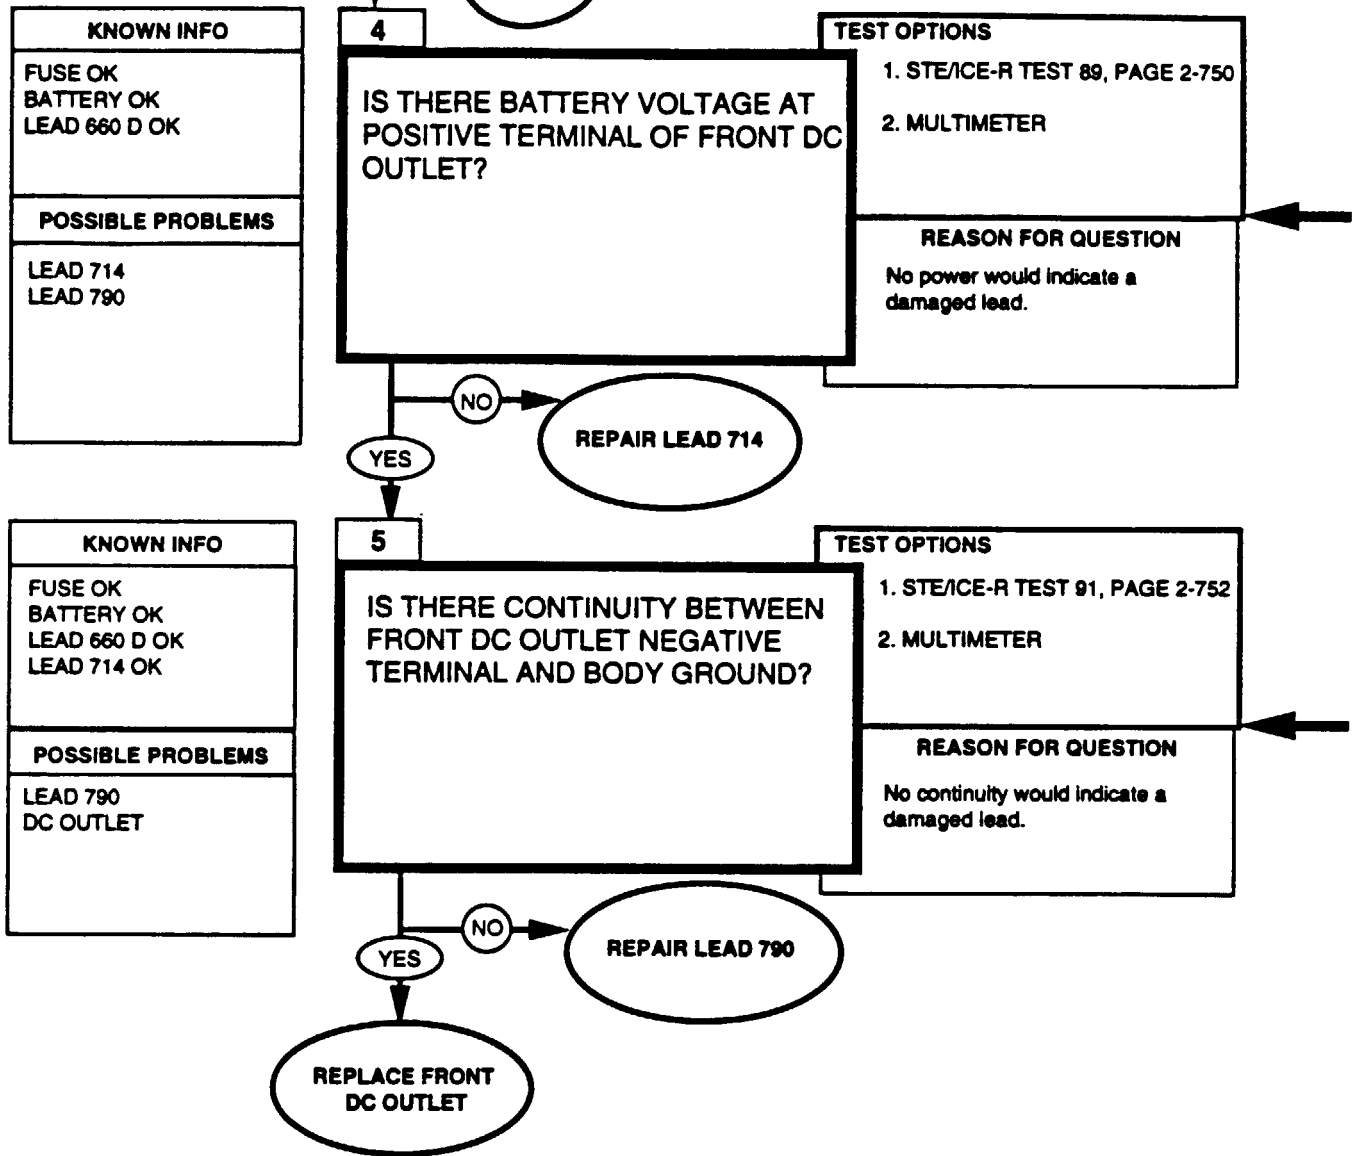 KNOWN INFO
FUSE OK
BATTERY OK
LEAD 660 D OK
POSSIBLE PROBLEMS
LEAD 714
LEAD 790
4
IS THERE BATTERY VOLTAGE AT
POSITIVE TERMINAL OF FRONT DC
OUTLET?
TEST OPTIONS
1. STE/ICE-R TEST 89, PAGE 2-750
2. MULTIMETER
REASON FOR QUESTION
No power would indicate a
damaged lead.
NO
REPAIR LEAD 714
YES
KNOWN INFO
FUSE OK
BATTERY OK
LEAD 660 D OK
LEAD 714 OK
POSSIBLE PROBLEMS
LEAD 790
DC OUTLET
5
IS THERE CONTINUITY BETWEEN
FRONT DC OUTLET NEGATIVE
TERMINAL AND BODY GROUND?
TEST OPTIONS
1. STE/ICE-R TEST 91, PAGE 2-752
2. MULTIMETER
REASON FOR QUESTION
No continuity would indicate a
damaged lead.
NO
REPAIR LEAD 790
YES
REPLACE FRONT
DC OUTLET